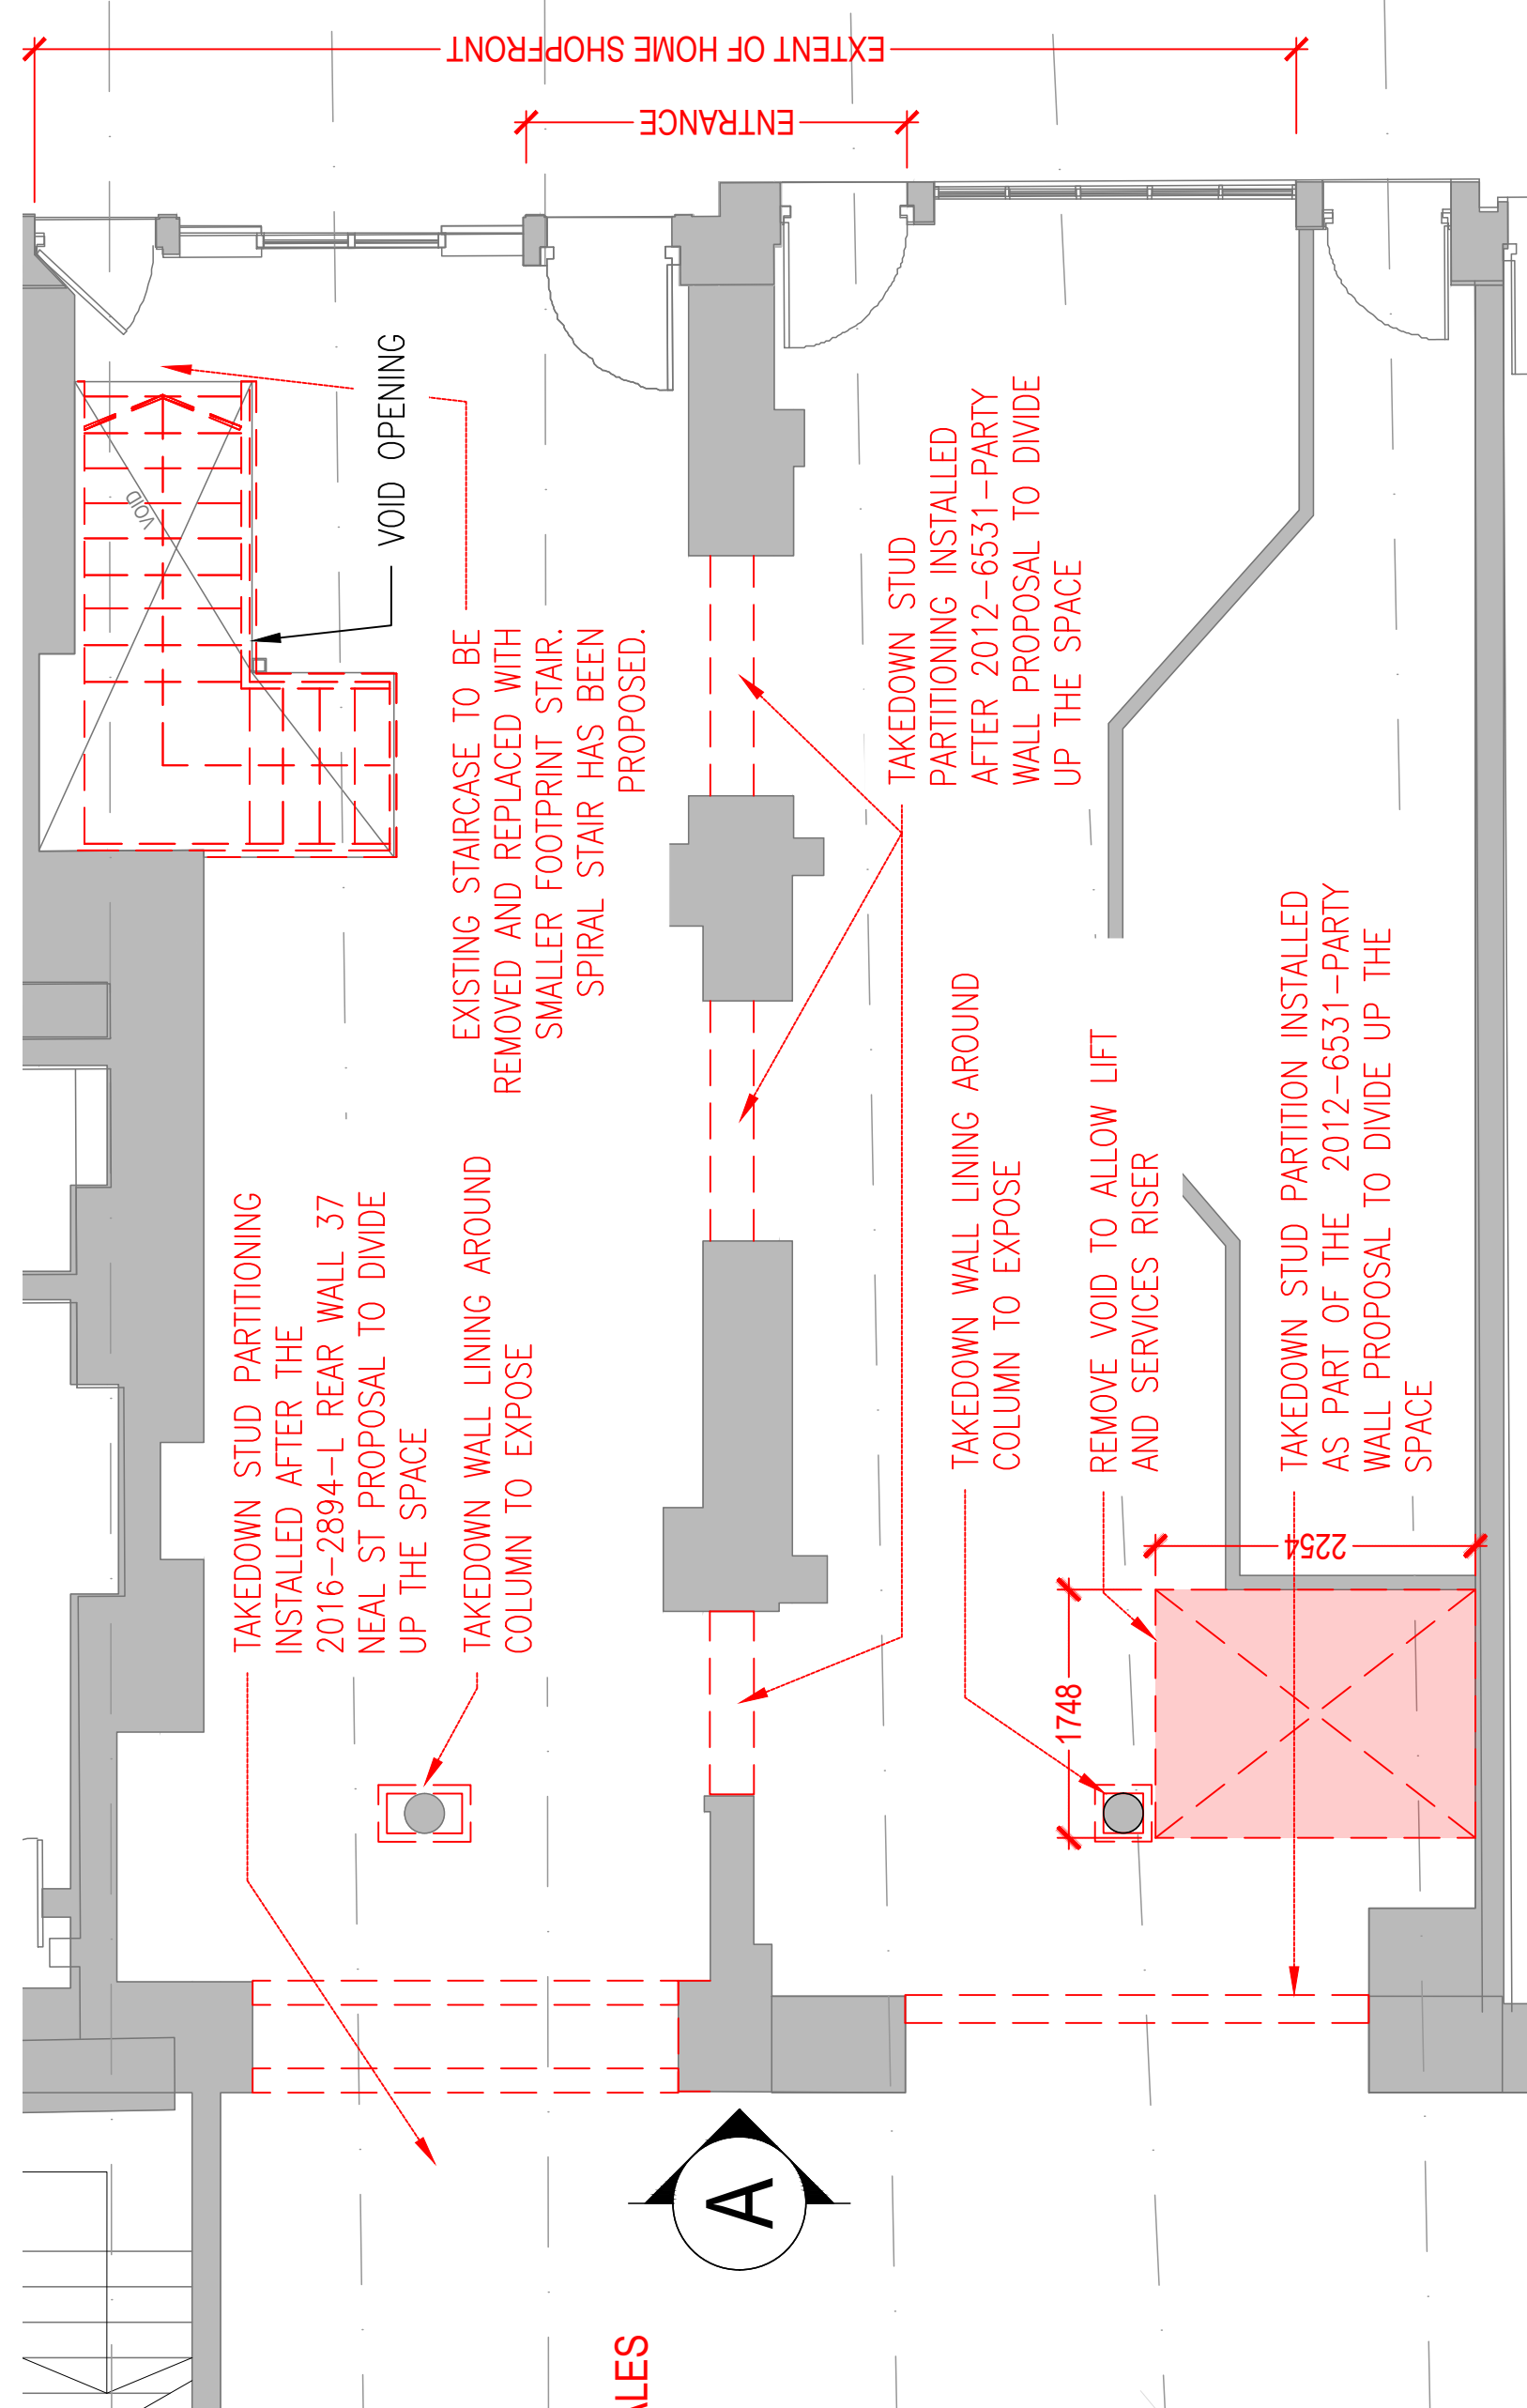 EXTENT OF HOME SHOPFRONT
ENTRANCE
VOID OPENING
VOID
EXISTING STAIRCASE TO BE
REMOVED AND REPLACED WITH
SMALLER FOOTPRINT STAIR.
SPIRAL STAIR HAS BEEN
PROPOSED.
TAKEDOWN STUD
PARTITIONING INSTALLED
AFTER 2012-6531-PARTY
WALL PROPOSAL TO DIVIDE
UP THE SPACE
TAKEDOWN STUD PARTITIONING
INSTALLED AFTER THE
2016-2894-L REAR WALL 37
NEAL ST PROPOSAL TO DIVIDE
UP THE SPACE
TAKEDOWN WALL LINING AROUND
COLUMN TO EXPOSE
TAKEDOWN WALL LINING AROUND
COLUMN TO EXPOSE
REMOVE VOID TO ALLOW LIFT
AND SERVICES RISER
TAKEDOWN STUD PARTITION INSTALLED
AS PART OF THE 2012-6531-PARTY
WALL PROPOSAL TO DIVIDE UP THE
SPACE
2254
1748
A
ALES